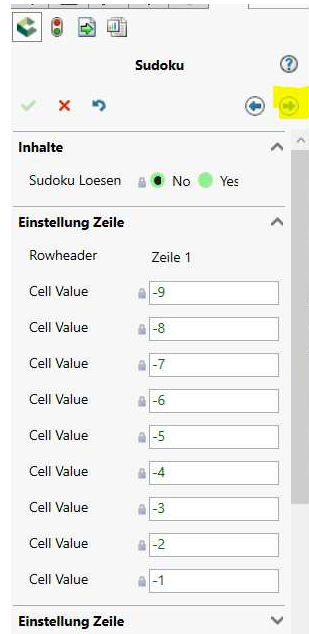 Sudoku
Inhalte
Sudoku Loesen No Yes
Einstellung Zeile
Rowheader Zeile 1
Cell Value -9
Cell Value -8
Cell Value -7
Cell Value -6
Cell Value -5
Cell Value -4
Cell Value -3
Cell Value -2
Cell Value -1
Einstellung Zeile